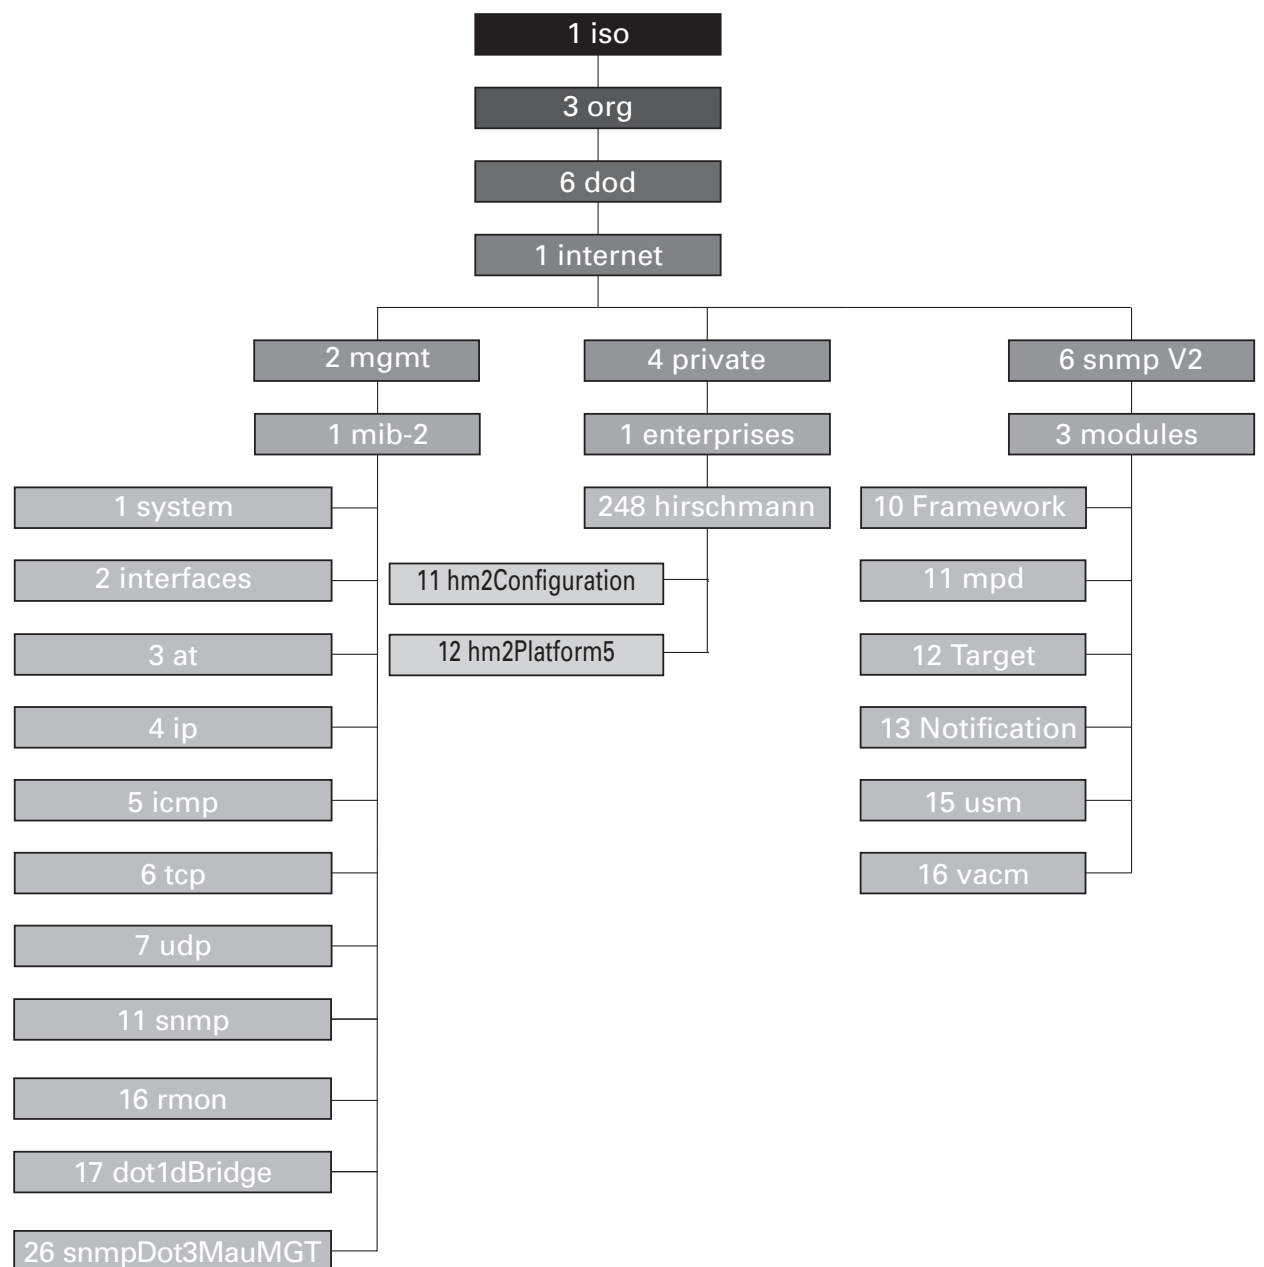 1 iso
3 org
6 dod
1 internet
2 mgmt
4 private
6 snmp V2
1 mib-2
1 enterprises
3 modules
1 system
248 hirschmann
10 Framework
2 interfaces
11 hm2Configuration
11 mpd
3 at
12 hm2Platform5
12 Target
4 ip
13 Notification
5 icmp
15 usm
6 tcp
16 vacm
7 udp
11 snmp
16 rmon
17 dot1dBridge
26 snmpDot3MauMGT